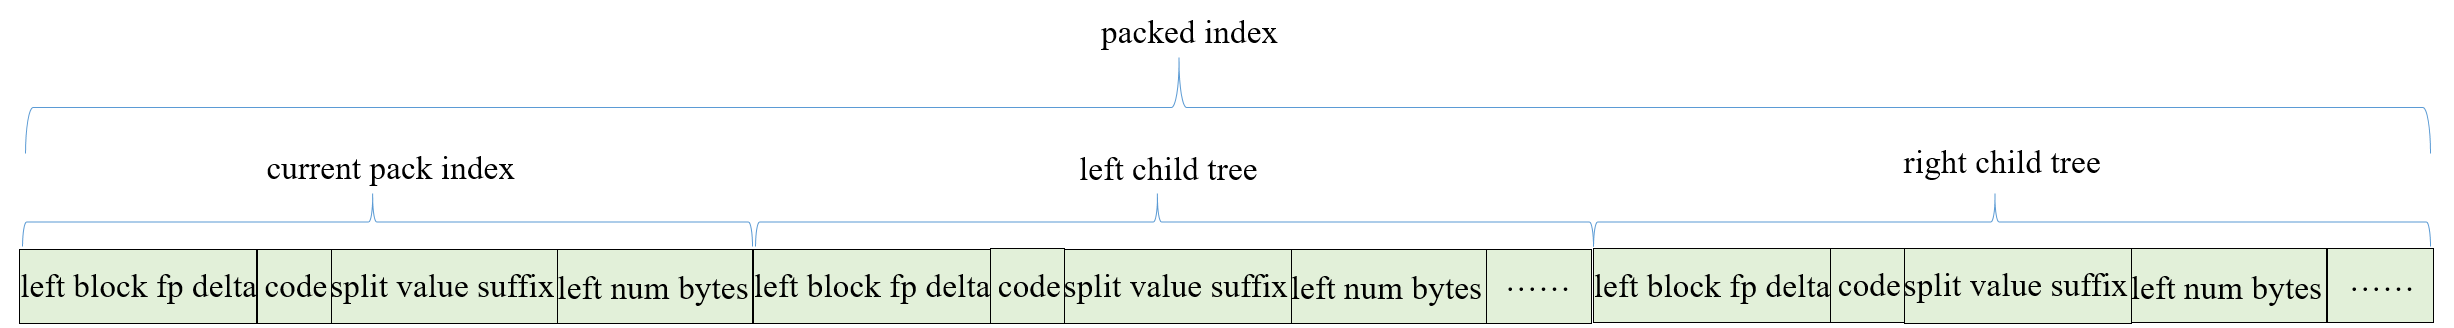 packed index
current pack index
left child tree
right child tree
left block fp delta code split value suffix left num bytes left block fp delta code split value suffix left num bytes ······ left block fp delta code split value suffix left num bytes ······